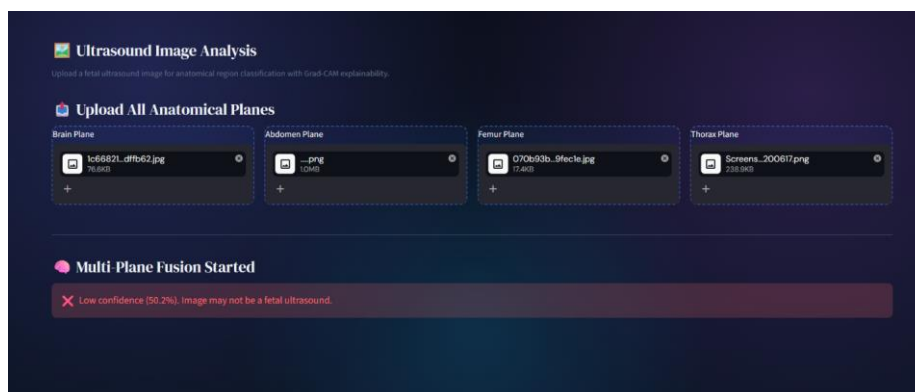 Ultrasound Image Analysis
Upload a fetal ultrasound image for anatomical region classification with Grad-CAM explainability.
Upload All Anatomical Planes
Brain Plane
Abdomen Plane
Femur Plane
Thorax Plane
1c66821...dffb62.jpg
76.6KB
....png
1.0MB
070b93b...9fec1e.jpg
17.4KB
Screens...200617.png
238.9KB
Multi-Plane Fusion Started
Low confidence (50.2%). Image may not be a fetal ultrasound.